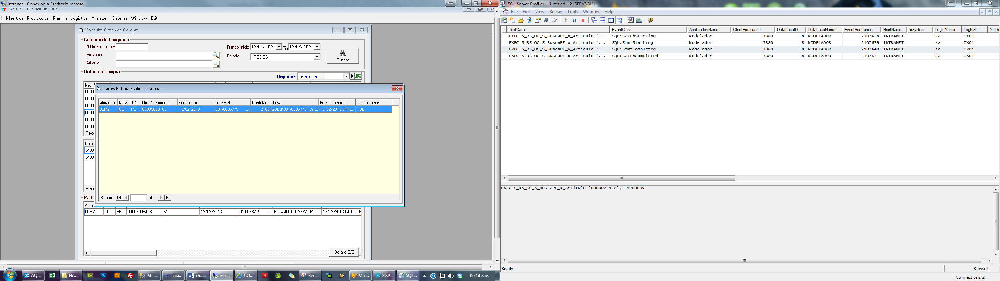 intranet - Conexión a Escritorio remoto
Sistema de El Modelador
Maestros Produccion Planilla Logistica Almacen Sistema Window Exit
Consulta Orden de Compra
Criterios de busqueda
# Orden Compra
Rango Inicio 09/02/2013 Fin 09/07/2013
Proveedor
Estado - TODOS -
Buscar
Articulo
Orden de Compra
Reportes Listado de OC
Nro.
0000
0000
0000
0000
0000
0000
Reco
Codig
3400
3400
Reco
Parte
Almac
Partes Entrada/Salida - Articulo:
Almacen Mov TD Nro.Documento Fecha Doc Doc.Ref. Cantidad Glosa Fec.Creacion Usu.Creacion
00M2 CO PE 00009008403 13/02/2013 001-0036775 ... 2100 GUIA#001-0036775-P.Y.... 13/02/2013 04:1... RBL
Record: 1 of 1
00M2 CO PE 00009008403 V 13/02/2013 001-0036775 ... GUIA#001-0036775-P.Y.... 13/02/2013 04:1... F
Detalle E/S
SQL Server Profiler - [Untitled - 2 (SERVSQL)]
File Edit View Replay Tools Window Help
TextData EventClass ApplicationName ClientProcessID DatabaseID DatabaseName EventSequence HostName IsSystem LoginName LoginSid NTDo
EXEC S_RS_OC_S_BuscaPE_x_Articulo '... SQL:BatchStarting Modelador 3380 8 MODELADOR 2107638 INTRANET sa 0X01
EXEC S_RS_OC_S_BuscaPE_x_Articulo '... SQL:StmtStarting Modelador 3380 8 MODELADOR 2107639 INTRANET sa 0X01
EXEC S_RS_OC_S_BuscaPE_x_Articulo '... SQL:StmtCompleted Modelador 3380 8 MODELADOR 2107640 INTRANET sa 0X01
EXEC S_RS_OC_S_BuscaPE_x_Articulo '... SQL:BatchCompleted Modelador 3380 8 MODELADOR 2107641 INTRANET sa 0X01
EXEC S_RS_OC_S_BuscaPE_x_Articulo '0000023458','34000035'
Ready.
Rows: 1
Connections: 2
AQ... H:\... Dw Ps Ai Fz Mic... caja... cha... intr... CO... Fl Rec... Mic... SISP... SQL... 09:14 a.m.